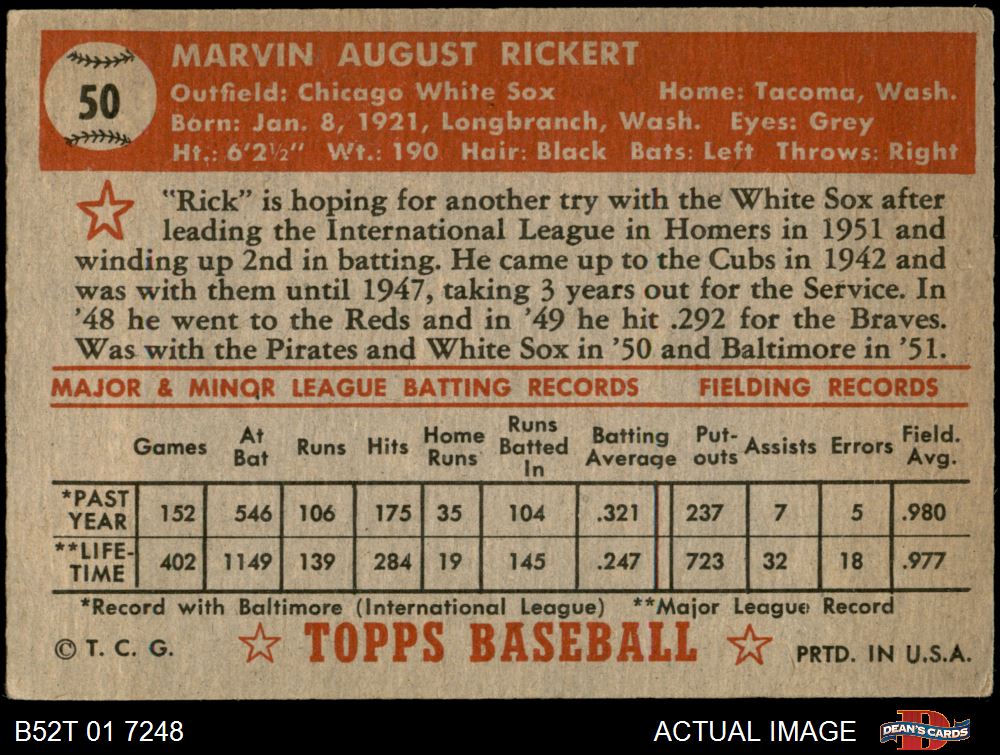 50
MARVIN AUGUST RICKERT
Outfield: Chicago White Sox Home: Tacoma, Wash.
Born: Jan. 8, 1921, Longbranch, Wash. Eyes: Grey
Ht.: 6'2½" Wt.: 190 Hair: Black Bats: Left Throws: Right
"Rick" is hoping for another try with the White Sox after
leading the International League in Homers in 1951 and
winding up 2nd in batting. He came up to the Cubs in 1942 and
was with them until 1947, taking 3 years out for the Service. In
'48 he went to the Reds and in '49 he hit .292 for the Braves.
Was with the Pirates and White Sox in '50 and Baltimore in '51.
MAJOR & MINOR LEAGUE BATTING RECORDS FIELDING RECORDS
Games At Bat Runs Hits Home Runs Runs Batted In Batting Average Put-outs Assists Errors Field. Avg.
*PAST YEAR 152 546 106 175 35 104 .321 237 7 5 .980
**LIFE-TIME 402 1149 139 284 19 145 .247 723 32 18 .977
*Record with Baltimore (International League) **Major League Record
© T. C. G. TOPPS BASEBALL PRTD. IN U.S.A.
B52T 01 7248 ACTUAL IMAGE D DEAN'S CARDS